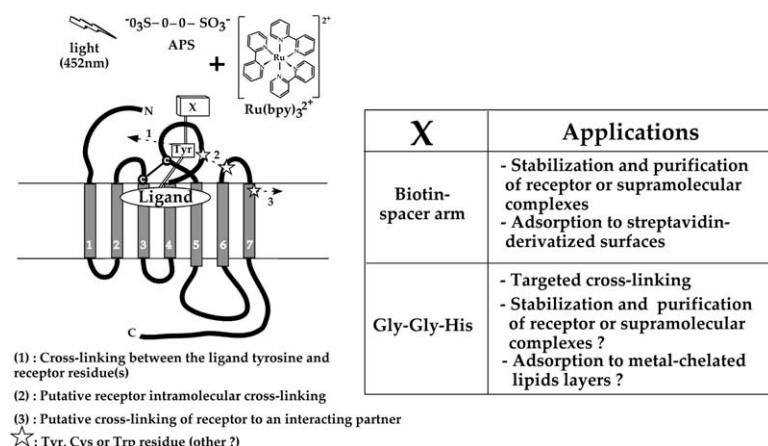 light
(452nm)
-03S-o-o- SO3-
APS
+
2+
N N
N Ru N
N N
Ru(bpy)3 2+
X
N
1
Tyr
2
C
C
3
Ligand
1 2 3 4 5 6 7
C
(1) : Cross-linking between the ligand tyrosine and
receptor residue(s)
(2) : Putative receptor intramolecular cross-linking
(3) : Putative cross-linking of receptor to an interacting partner
☆ : Tyr, Cys or Trp residue (other ?)
X Applications
Biotin-
spacer arm
- Stabilization and purification
of receptor or supramolecular
complexes
- Adsorption to streptavidin-
derivatized surfaces
Gly-Gly-His
- Targeted cross-linking
- Stabilization and purification
of receptor or supramolecular
complexes ?
- Adsorption to metal-chelated
lipids layers ?